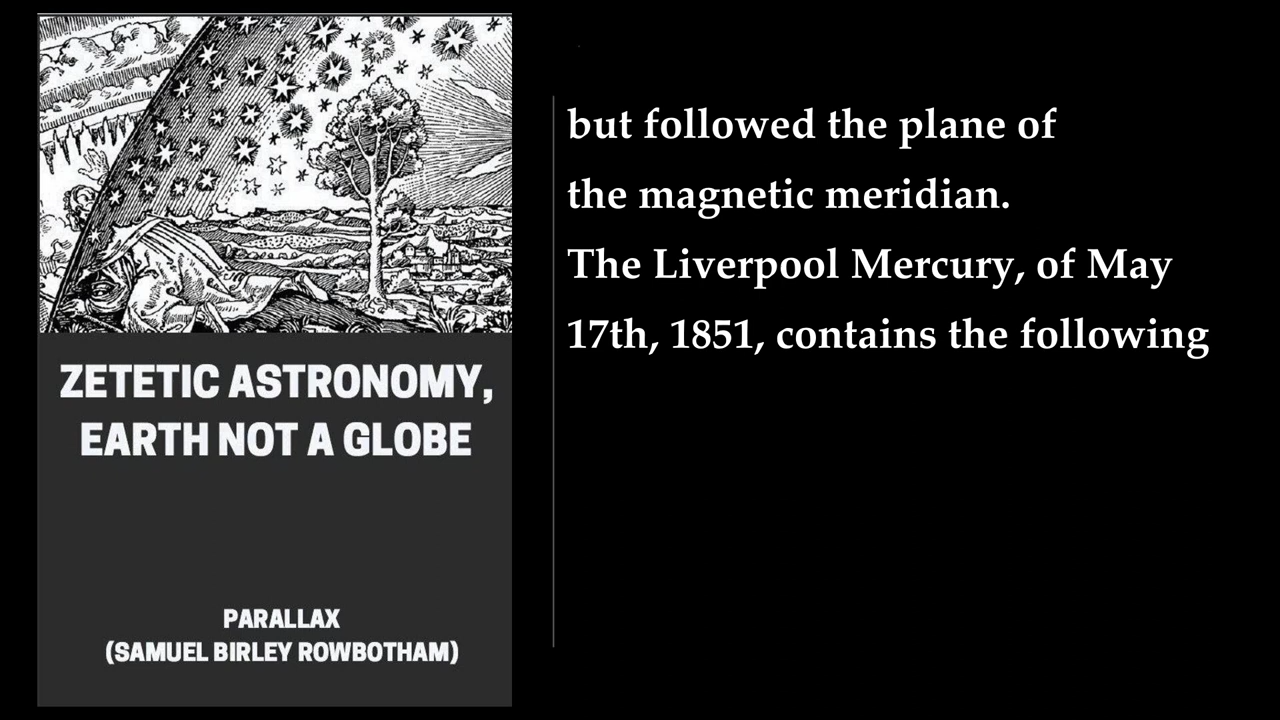 ZETETIC ASTRONOMY,
EARTH NOT A GLOBE
PARALLAX
(SAMUEL BIRLEY ROWBOTHAM)
but followed the plane of
the magnetic meridian.
The Liverpool Mercury, of May
17th, 1851, contains the following